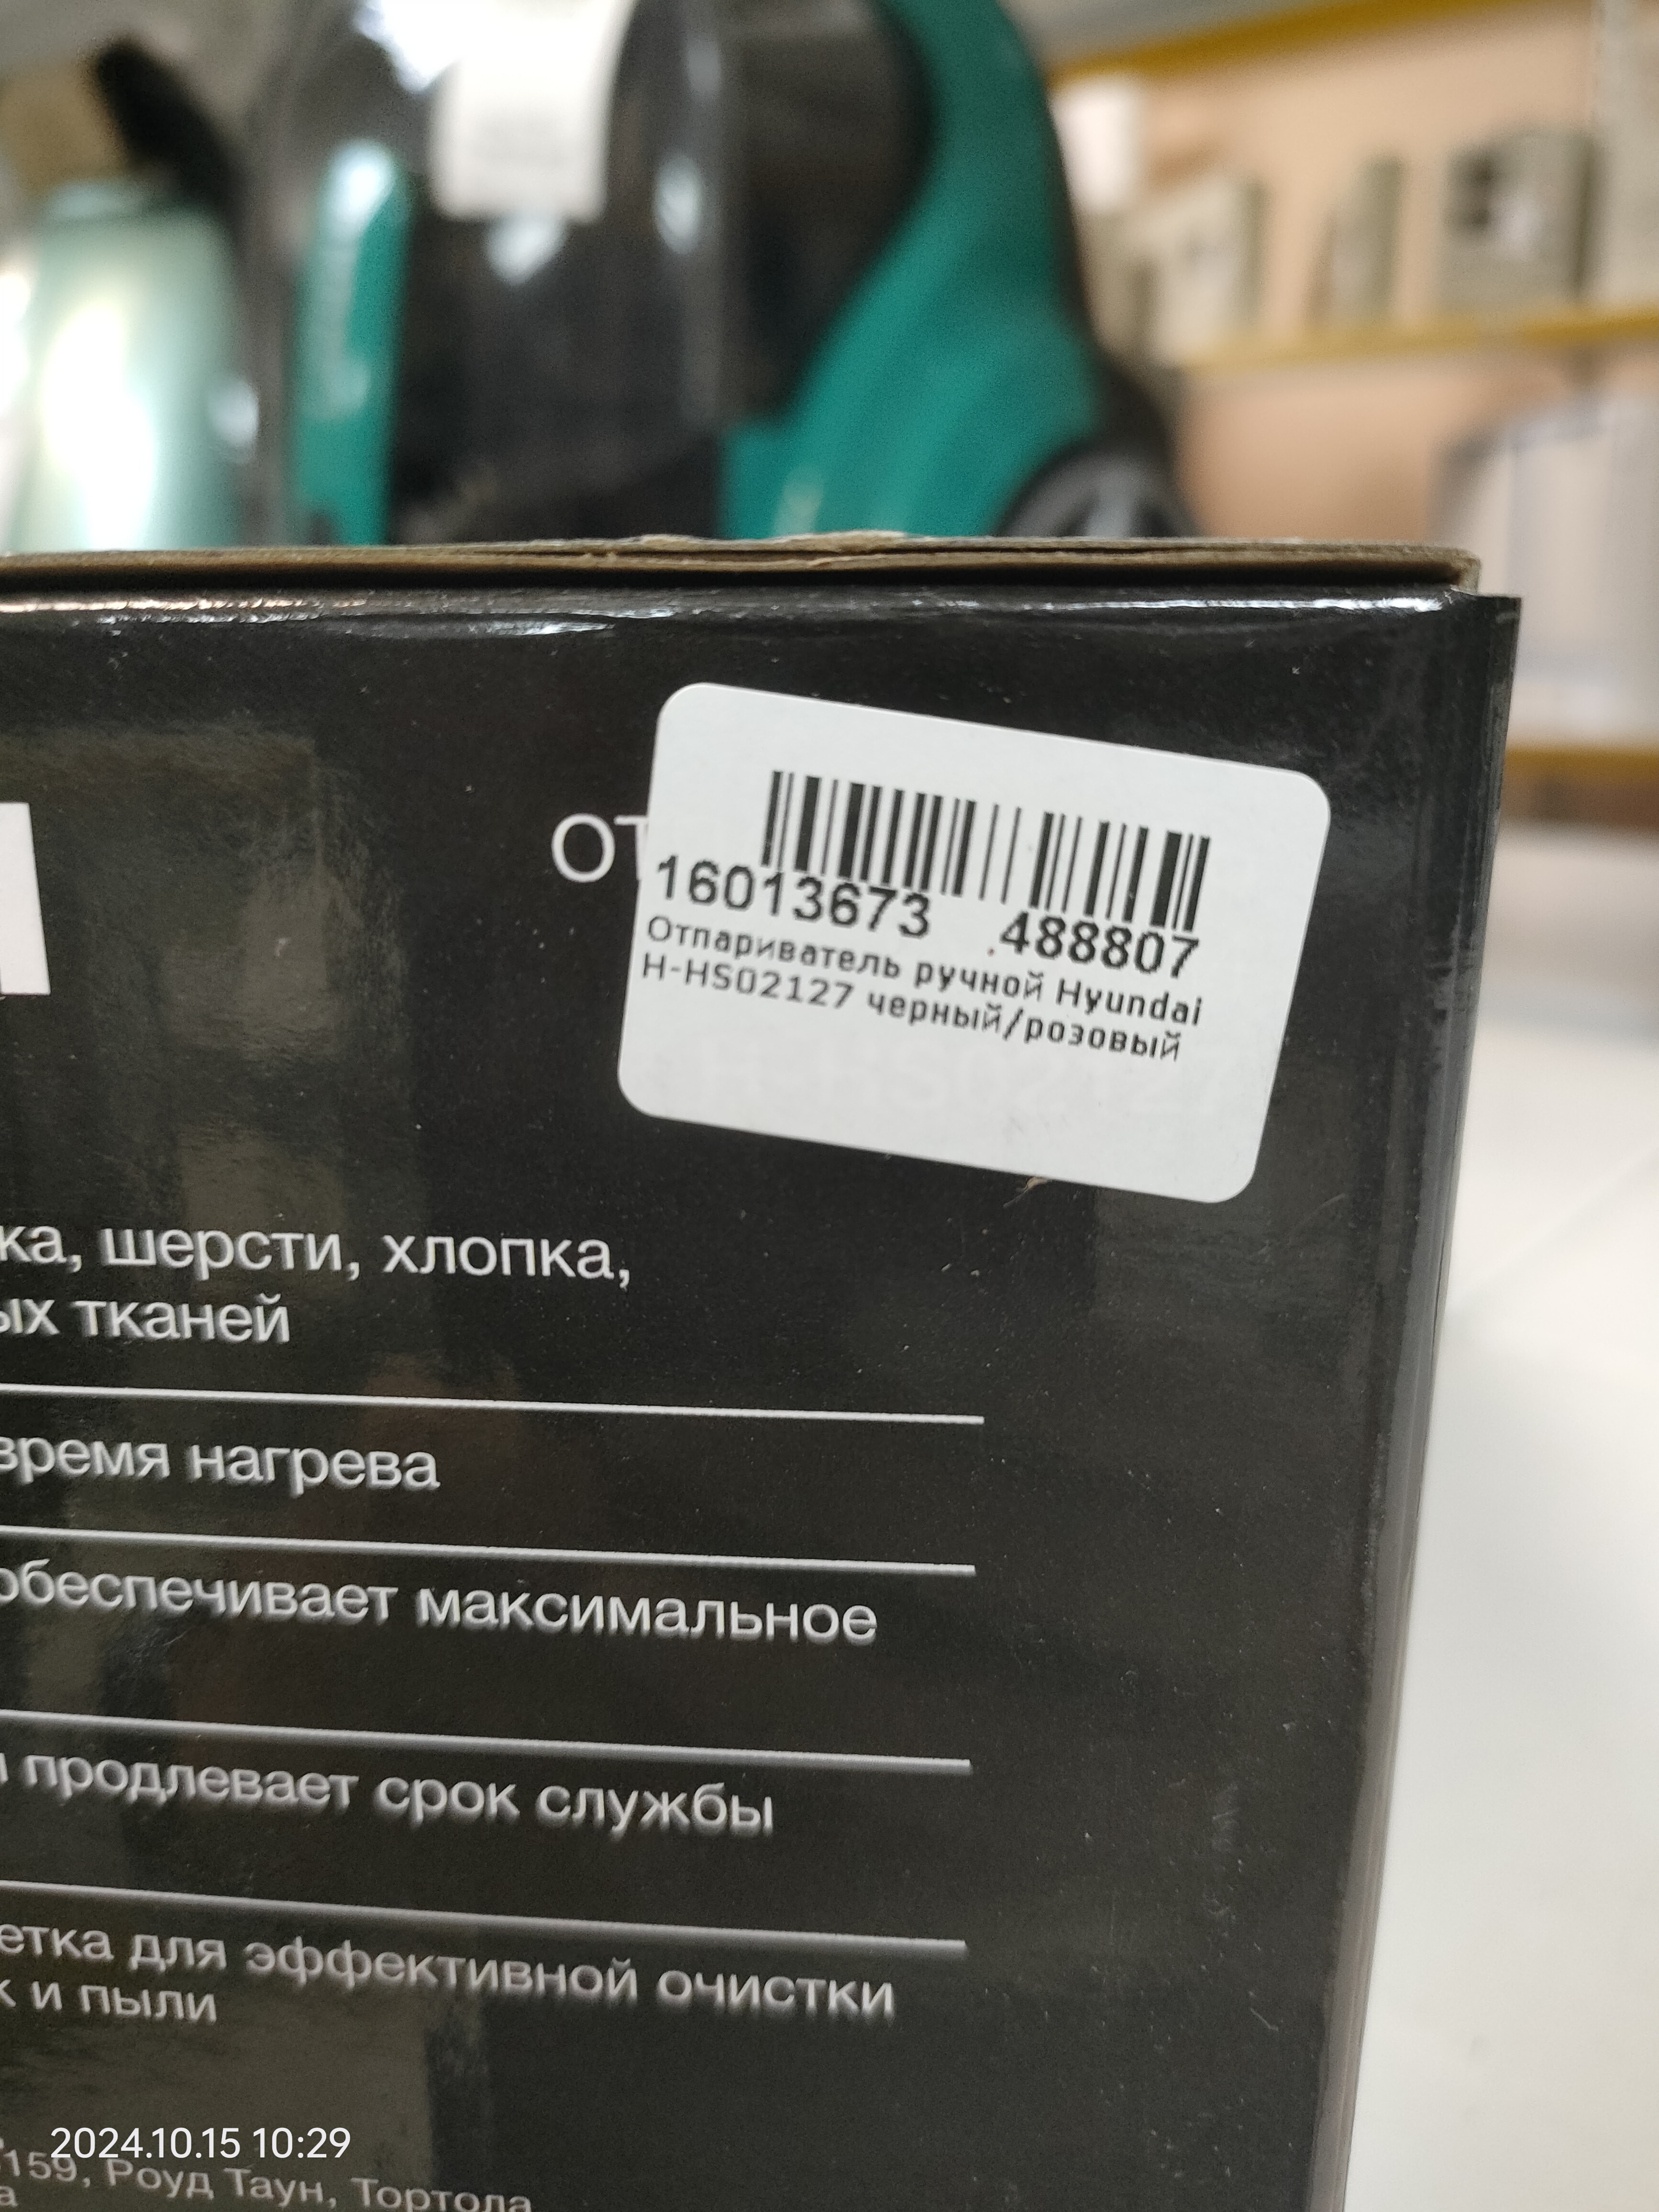 от
16013673 .488807
Отпариватель ручной Hyundai
H-HS02127 черный/розовый
H-HS02127
ка, шерсти, хлопка,
ых тканей
время нагрева
обеспечивает максимальное
продлевает срок службы
етка для эффективной очистки
к и пыли
2024.10.15 10:29
159, Роуд Таун, Тортола